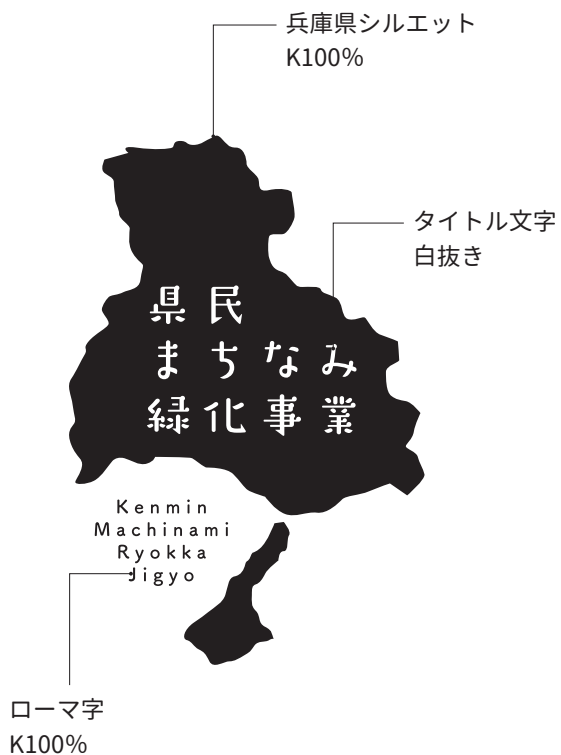 兵庫県シルエット
K100%
タイトル文字
白抜き
県民
まちなみ
緑化事業
Kenmin
Machinami
Ryokka
Jigyo
ローマ字
K100%